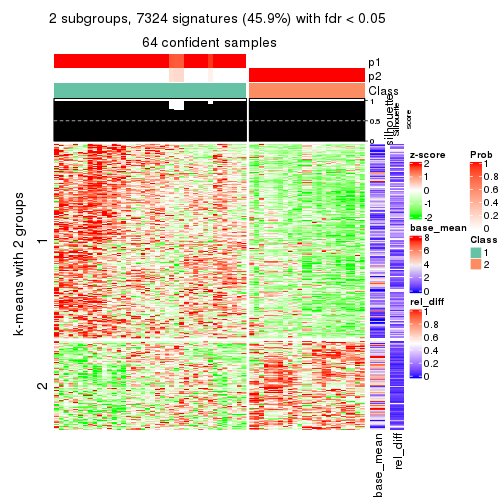 2 subgroups, 7324 signatures (45.9%) with fdr < 0.05
64 confident samples
p1
p2
Class
silhouette
Silhouette
score
1
0.5
0
k-means with 2 groups
1
2
base_mean
rel_diff
z-score
2
1
0
-1
-2
base_mean
8
6
4
2
0
rel_diff
1
0.8
0.6
0.4
0.2
0
Prob
1
0.8
0.6
0.4
0.2
0
Class
1
2